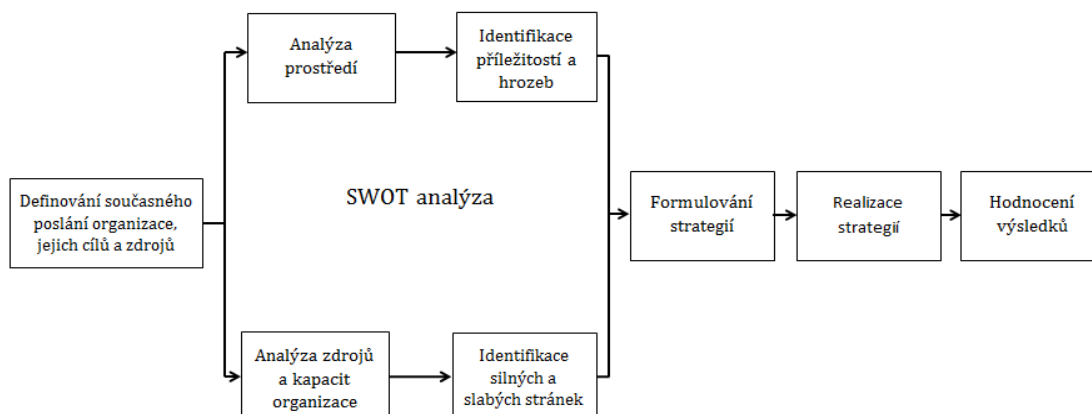 Analýza
prostředí
Identifikace
příležitostí a
hrozeb
Definování současného
poslání organizace,
jejich cílů a zdrojů
SWOT analýza
Formulování
strategií
Realizace
strategií
Hodnocení
výsledků
Analýza zdrojů
a kapacit
organizace
Identifikace
silných a
slabých stránek